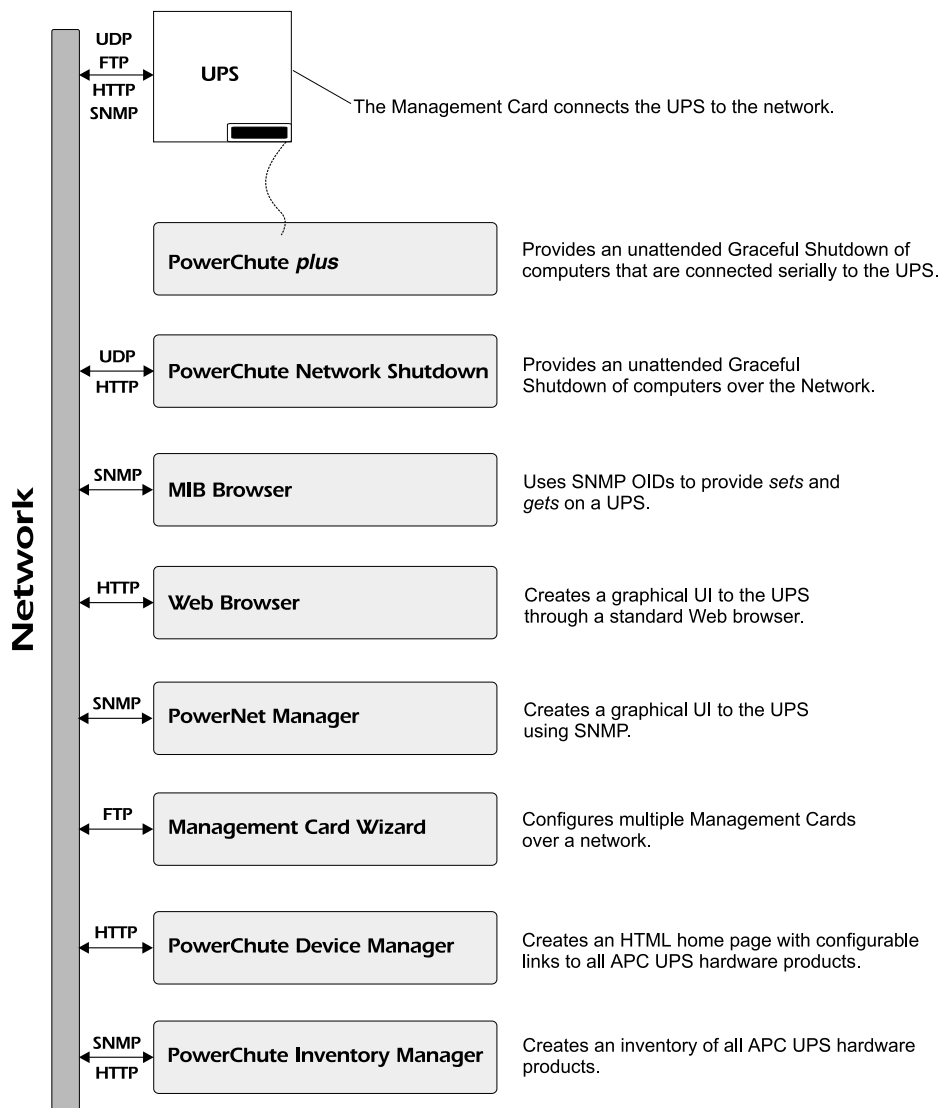 UDP
FTP
HTTP
SNMP
UPS
The Management Card connects the UPS to the network.
PowerChute plus
Provides an unattended Graceful Shutdown of
computers that are connected serially to the UPS.
UDP
HTTP
PowerChute Network Shutdown
Provides an unattended Graceful
Shutdown of computers over the Network.
Network
SNMP
MIB Browser
Uses SNMP OIDs to provide sets and
gets on a UPS.
HTTP
Web Browser
Creates a graphical UI to the UPS
through a standard Web browser.
SNMP
PowerNet Manager
Creates a graphical UI to the UPS
using SNMP.
FTP
Management Card Wizard
Configures multiple Management Cards
over a network.
HTTP
PowerChute Device Manager
Creates an HTML home page with configurable
links to all APC UPS hardware products.
SNMP
HTTP
PowerChute Inventory Manager
Creates an inventory of all APC UPS hardware
products.